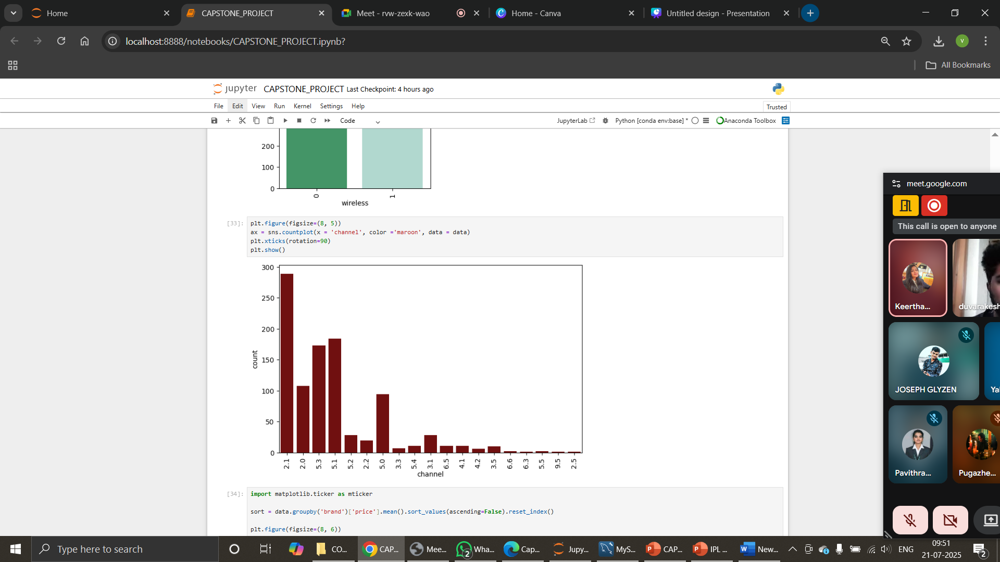 Home
CAPSTONE_PROJECT
Meet - rvw-zexk-wao
Home - Canva
Untitled design - Presentation
localhost:8888/notebooks/CAPSTONE_PROJECT.ipynb?
V
All Bookmarks
jupyter CAPSTONE_PROJECT Last Checkpoint: 4 hours ago
File Edit View Run Kernel Settings Help
Trusted
Code
JupyterLab
Python [conda env:base] *
Anaconda Toolbox
200
100
0
0 1
wireless
[33]:
plt.figure(figsize=(8, 5))
ax = sns.countplot(x = 'channel', color ='maroon', data = data)
plt.xticks(rotation=90)
plt.show()
300
250
200
150
100
50
0
count
2.1 2.0 5.3 5.1 5.2 2.2 5.0 3.3 5.4 3.1 6.5 4.1 4.2 3.5 6.6 6.3 5.5 9.5 2.5
channel
[34]:
import matplotlib.ticker as mticker
sort = data.groupby('brand')['price'].mean().sort_values(ascending=False).reset_index()
plt.figure(figsize=(8, 6))
meet.google.com
This call is open to anyone
Keertha...
duvarakesh
JOSEPH GLYZEN
Ya
Pavithra...
Pugazhe...
Type here to search
CO...
CAP...
Mee...
2
Wha...
Cap...
Jupy...
MyS...
CAP...
IPL ...
New...
ENG
09:51
21-07-2025
2